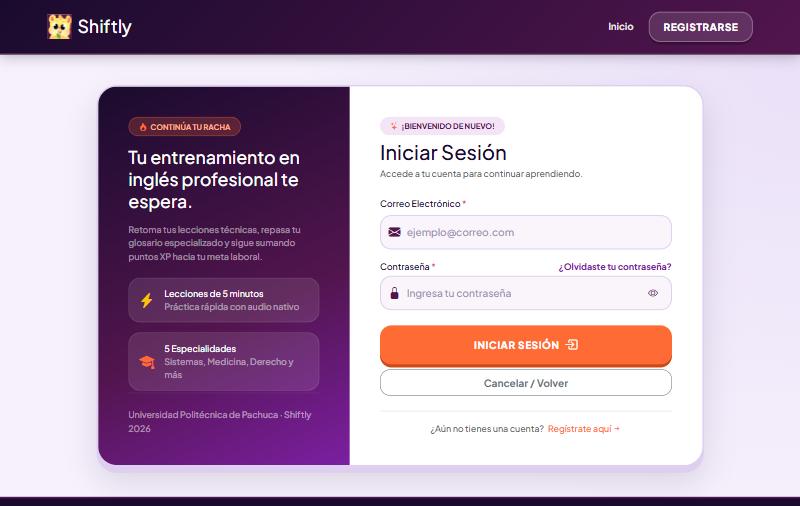 Shiftly
Inicio
REGISTRARSE
CONTINÚA TU RACHA
Tu entrenamiento en
inglés profesional te
espera.
Retoma tus lecciones técnicas, repasa tu
glosario especializado y sigue sumando
puntos XP hacia tu meta laboral.
Lecciones de 5 minutos
Práctica rápida con audio nativo
5 Especialidades
Sistemas, Medicina, Derecho y
más
Universidad Politécnica de Pachuca · Shiftly
2026
¡BIENVENIDO DE NUEVO!
Iniciar Sesión
Accede a tu cuenta para continuar aprendiendo.
Correo Electrónico *
ejemplo@correo.com
Contraseña *
¿Olvidaste tu contraseña?
Ingresa tu contraseña
INICIAR SESIÓN
Cancelar / Volver
¿Aún no tienes una cuenta? Regístrate aquí →